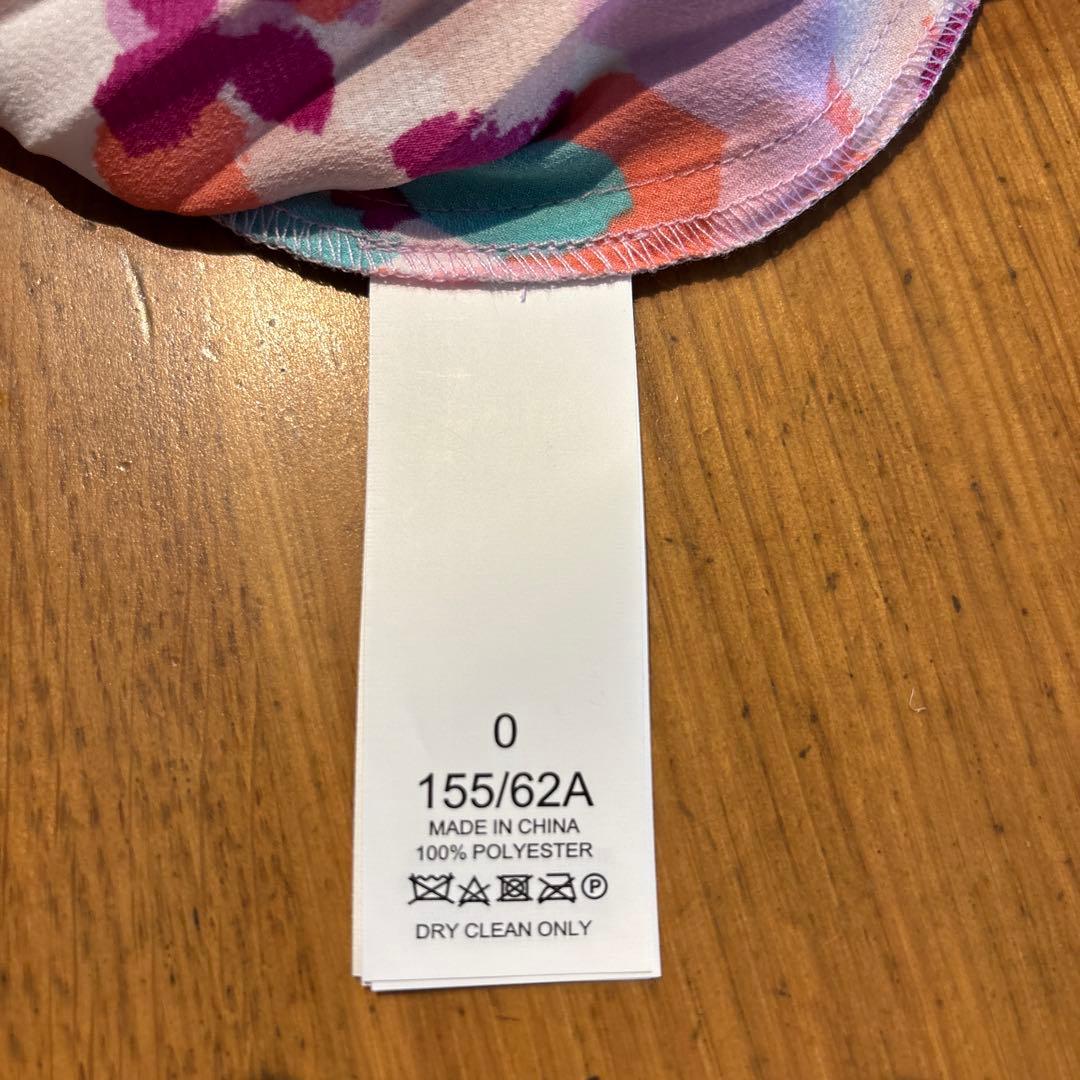 0
155/62A
MADE IN CHINA
100% POLYESTER
P
DRY CLEAN ONLY